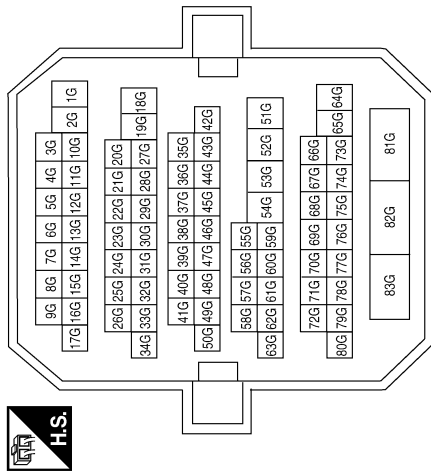 H.S.
9G 8G 7G 6G 5G 4G 3G
17G 16G 15G 14G 13G 12G 11G 10G 2G 1G
26G 25G 24G 23G 22G 21G 20G
34G 33G 32G 31G 30G 29G 28G 27G 19G 18G
41G 40G 39G 38G 37G 36G 35G
50G 49G 48G 47G 46G 45G 44G 43G 42G
58G 57G 56G 55G
63G 62G 61G 60G 59G 54G 53G 52G 51G
72G 71G 70G 69G 68G 67G 66G
80G 79G 78G 77G 76G 75G 74G 73G 65G 64G
83G 82G 81G